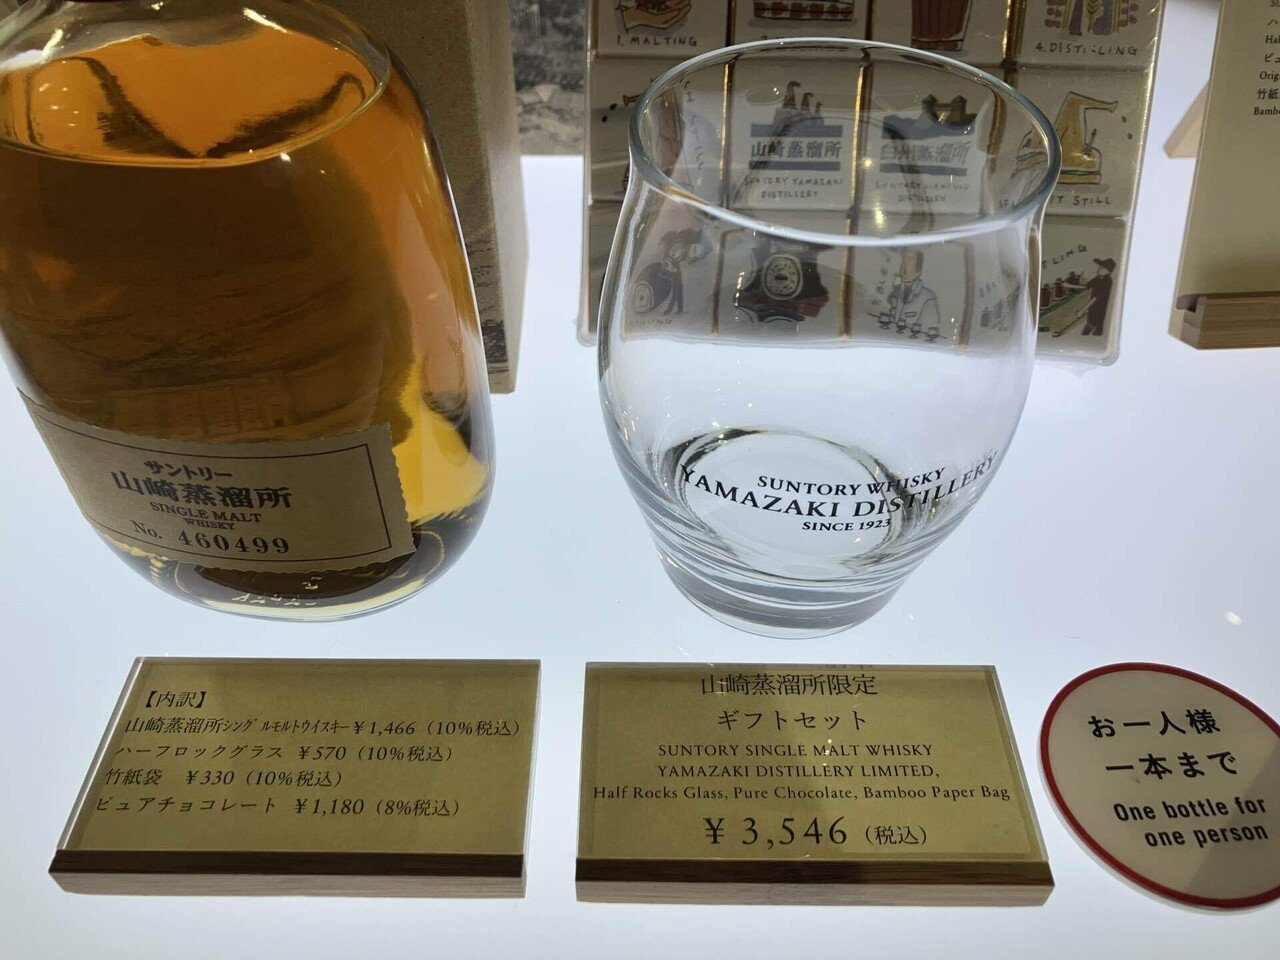 1. MALTING
4. DISTILLING
山崎蒸溜所
SUNTORY YAMAZAKI
DISTILLERY
白州蒸溜所
SUNTORY HAKUSHU
DISTILLERY
サントリー
山崎蒸溜所
SINGLE MALT
WHISKY
No. 460499
SUNTORY WHISKY
YAMAZAKI DISTILLERY
SINCE 1923
【内訳】
山崎蒸溜所シングルモルトウイスキー￥1,466（10%税込）
ハーフロックグラス ￥570（10%税込）
竹紙袋 ￥330（10%税込）
ピュアチョコレート ￥1,180（8%税込）
山崎蒸溜所限定
ギフトセット
SUNTORY SINGLE MALT WHISKY
YAMAZAKI DISTILLERY LIMITED,
Half Rocks Glass, Pure Chocolate, Bamboo Paper Bag
￥3,546（税込）
お一人様
一本まで
One bottle for
one person